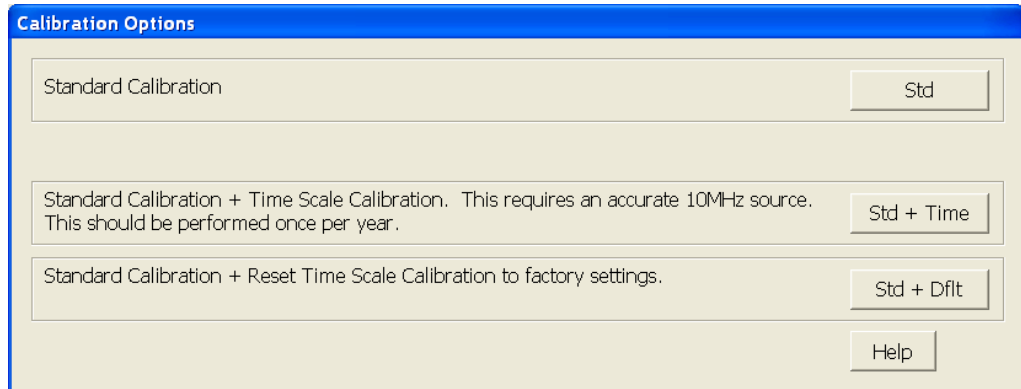 Calibration Options
Standard Calibration
Std
Standard Calibration + Time Scale Calibration.  This requires an accurate 10MHz source.
This should be performed once per year.
Std + Time
Standard Calibration + Reset Time Scale Calibration to factory settings.
Std + Dflt
Help